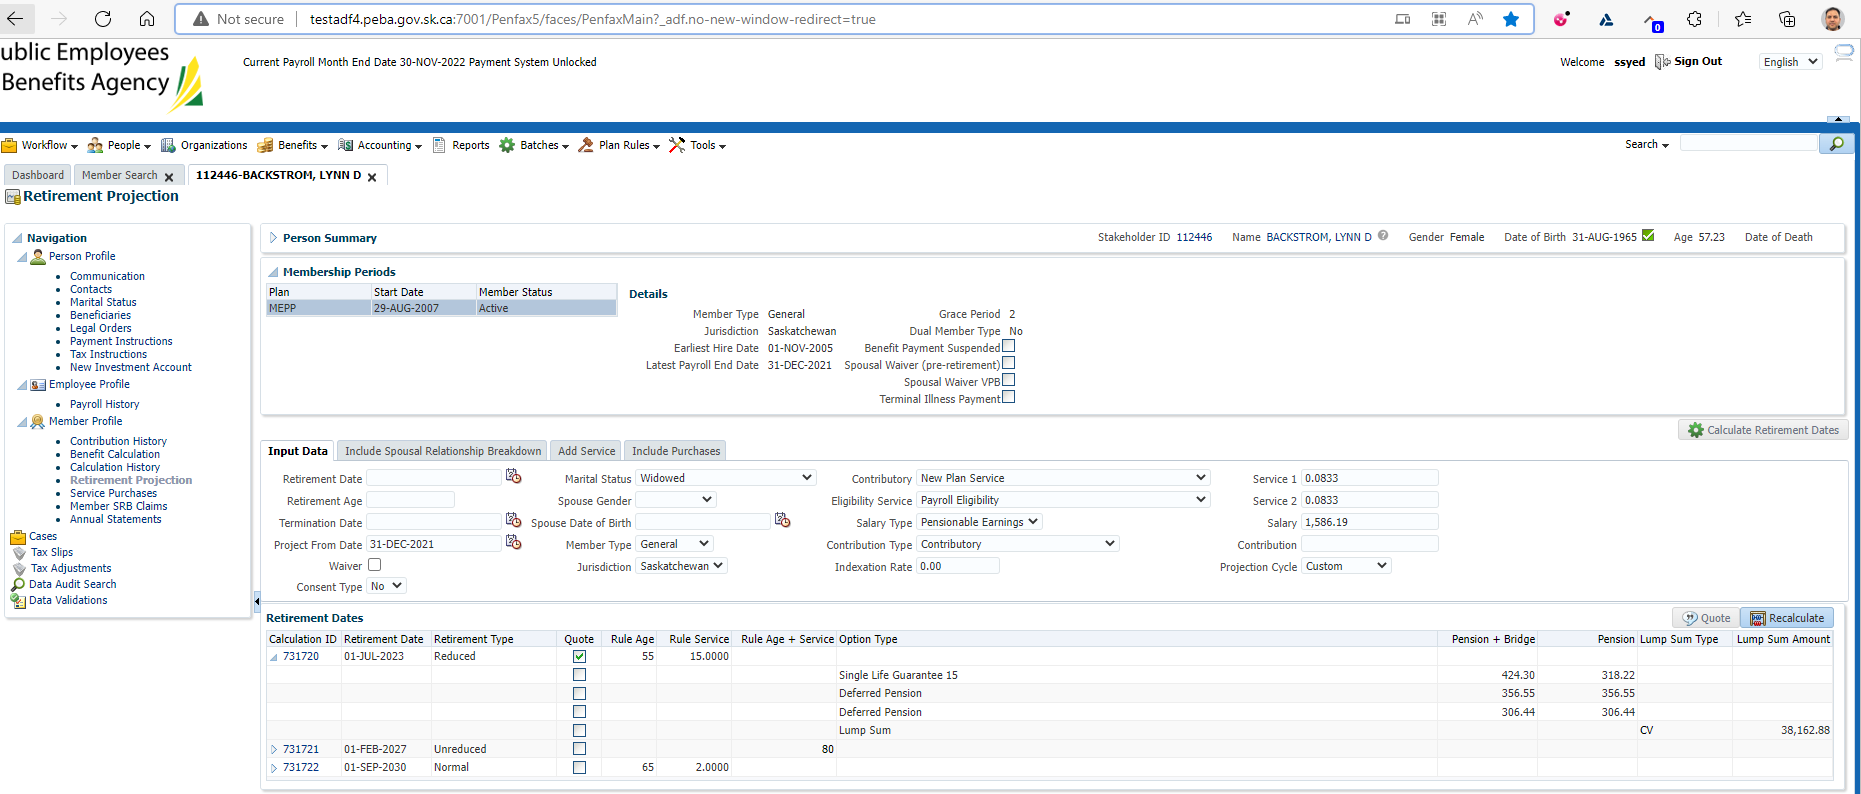 Not secure testadf4.peba.gov.sk.ca:7001/Penfax5/faces/PenfaxMain?_adf.no-new-window-redirect=true
0
ublic Employees
Benefits Agency
Current Payroll Month End Date 30-NOV-2022 Payment System Unlocked
Welcome ssyed Sign Out English
Workflow People Organizations Benefits Accounting Reports Batches Plan Rules Tools Search
Dashboard Member Search 112446-BACKSTROM, LYNN D
Retirement Projection
Navigation
Person Profile
Communication
Contacts
Marital Status
Beneficiaries
Legal Orders
Payment Instructions
Tax Instructions
New Investment Account
Employee Profile
Payroll History
Member Profile
Contribution History
Benefit Calculation
Calculation History
Retirement Projection
Service Purchases
Member SRB Claims
Annual Statements
Cases
Tax Slips
Tax Adjustments
Data Audit Search
Data Validations
Person Summary Stakeholder ID 112446 Name BACKSTROM, LYNN D Gender Female Date of Birth 31-AUG-1965 Age 57.23 Date of Death
Membership Periods
Plan Start Date Member Status
MEPP 29-AUG-2007 Active
Details
Member Type General Grace Period 2
Jurisdiction Saskatchewan Dual Member Type No
Earliest Hire Date 01-NOV-2005 Benefit Payment Suspended
Latest Payroll End Date 31-DEC-2021 Spousal Waiver (pre-retirement)
Spousal Waiver VPB
Terminal Illness Payment
Calculate Retirement Dates
Input Data Include Spousal Relationship Breakdown Add Service Include Purchases
Retirement Date Marital Status Widowed Contributory New Plan Service Service 1 0.0833
Retirement Age Spouse Gender Eligibility Service Payroll Eligibility Service 2 0.0833
Termination Date Spouse Date of Birth Salary Type Pensionable Earnings Salary 1,586.19
Project From Date 31-DEC-2021 Member Type General Contribution Type Contributory Contribution
Waiver Jurisdiction Saskatchewan Indexation Rate 0.00 Projection Cycle Custom
Consent Type No
Retirement Dates Quote Recalculate
Calculation ID Retirement Date Retirement Type Quote Rule Age Rule Service Rule Age + Service Option Type Pension + Bridge Pension Lump Sum Type Lump Sum Amount
731720 01-JUL-2023 Reduced 55 15.0000
Single Life Guarantee 15 424.30 318.22
Deferred Pension 356.55 356.55
Deferred Pension 306.44 306.44
Lump Sum CV 38,162.88
731721 01-FEB-2027 Unreduced 80
731722 01-SEP-2030 Normal 65 2.0000